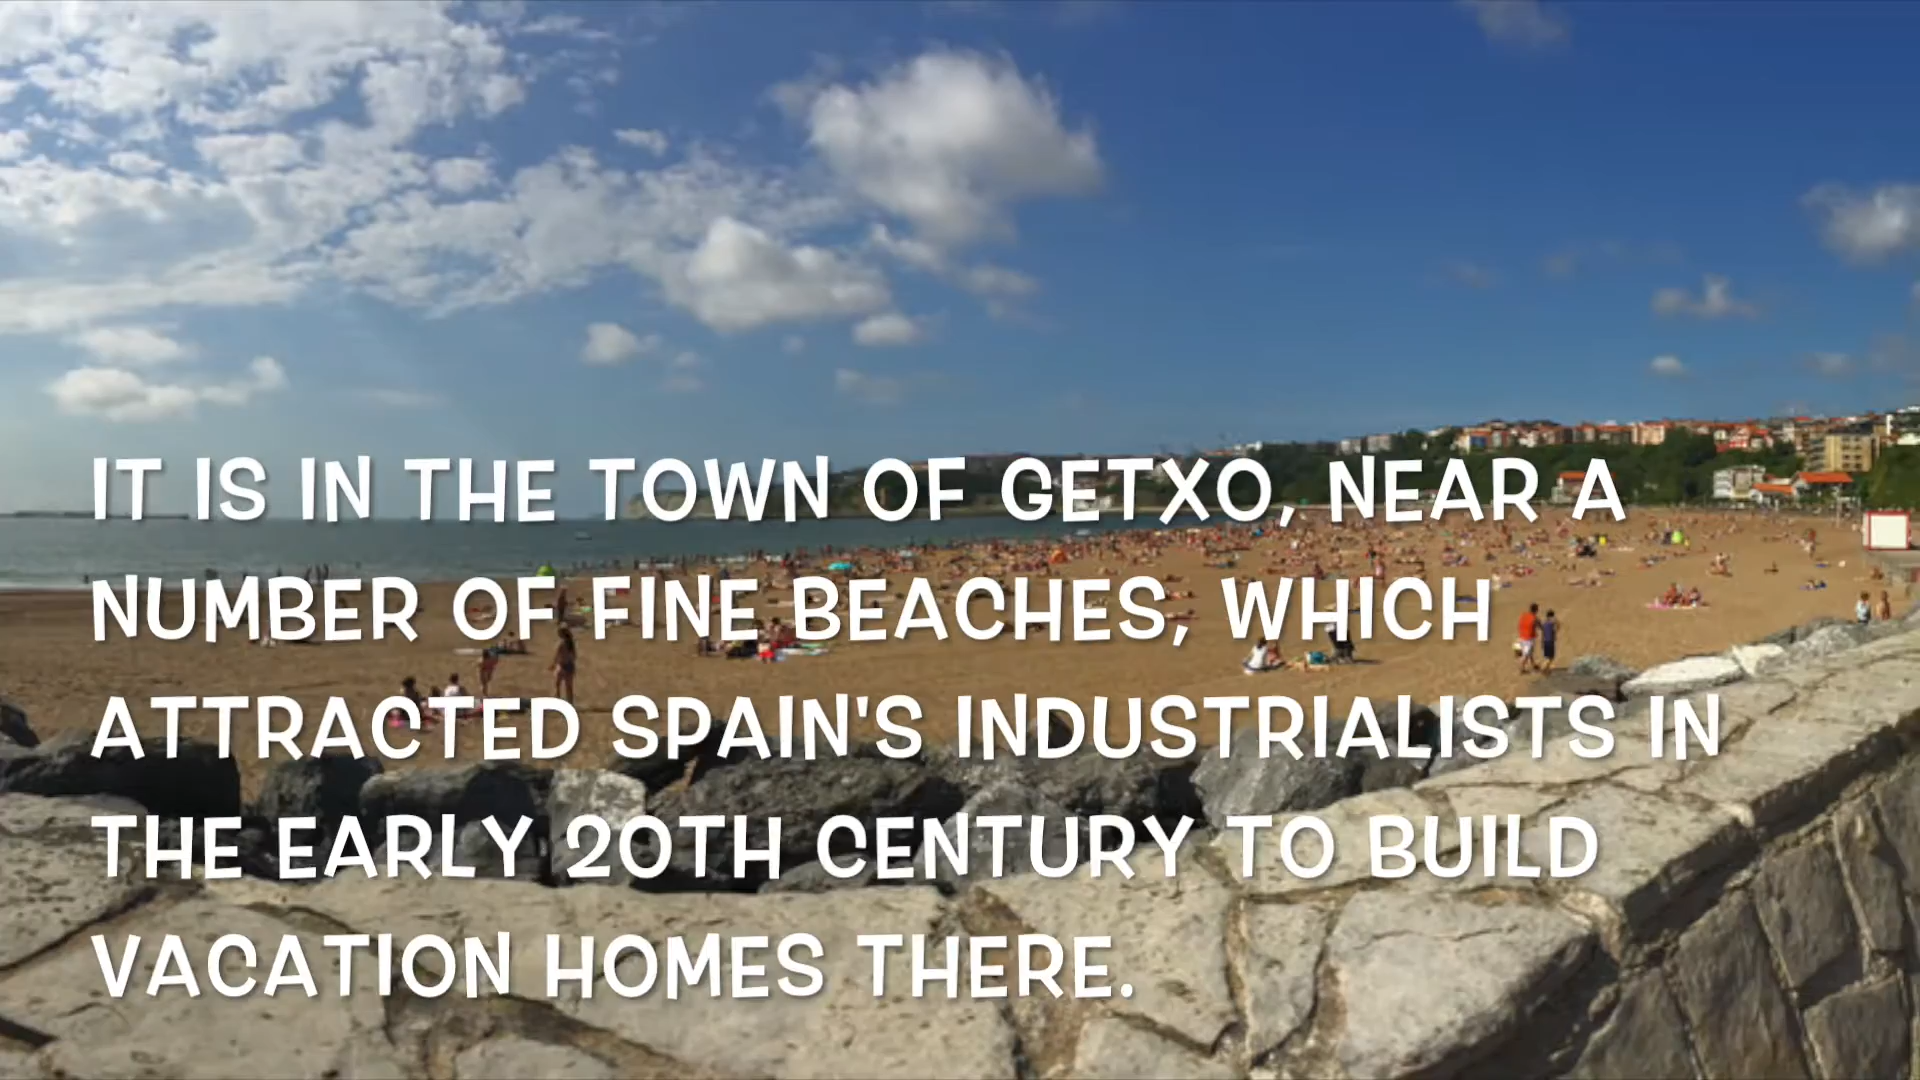 IT IS IN THE TOWN OF GETXO, NEAR A
NUMBER OF FINE BEACHES, WHICH
ATTRACTED SPAIN'S INDUSTRIALISTS IN
THE EARLY 20TH CENTURY TO BUILD
VACATION HOMES THERE.